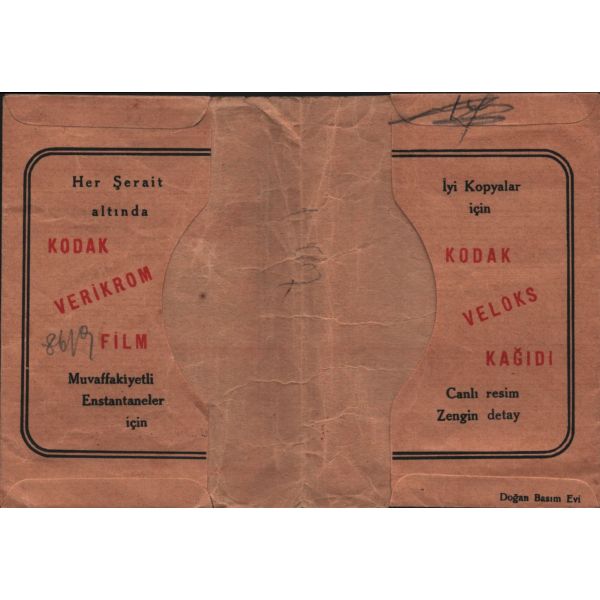 Her Şerait
altında
KODAK
VERİKROM
FİLM
Muvaffakiyetli
Enstantaneler
için
İyi Kopyalar
için
KODAK
VELOKS
KAĞIDI
Canlı resim
Zengin detay
Doğan Basım Evi